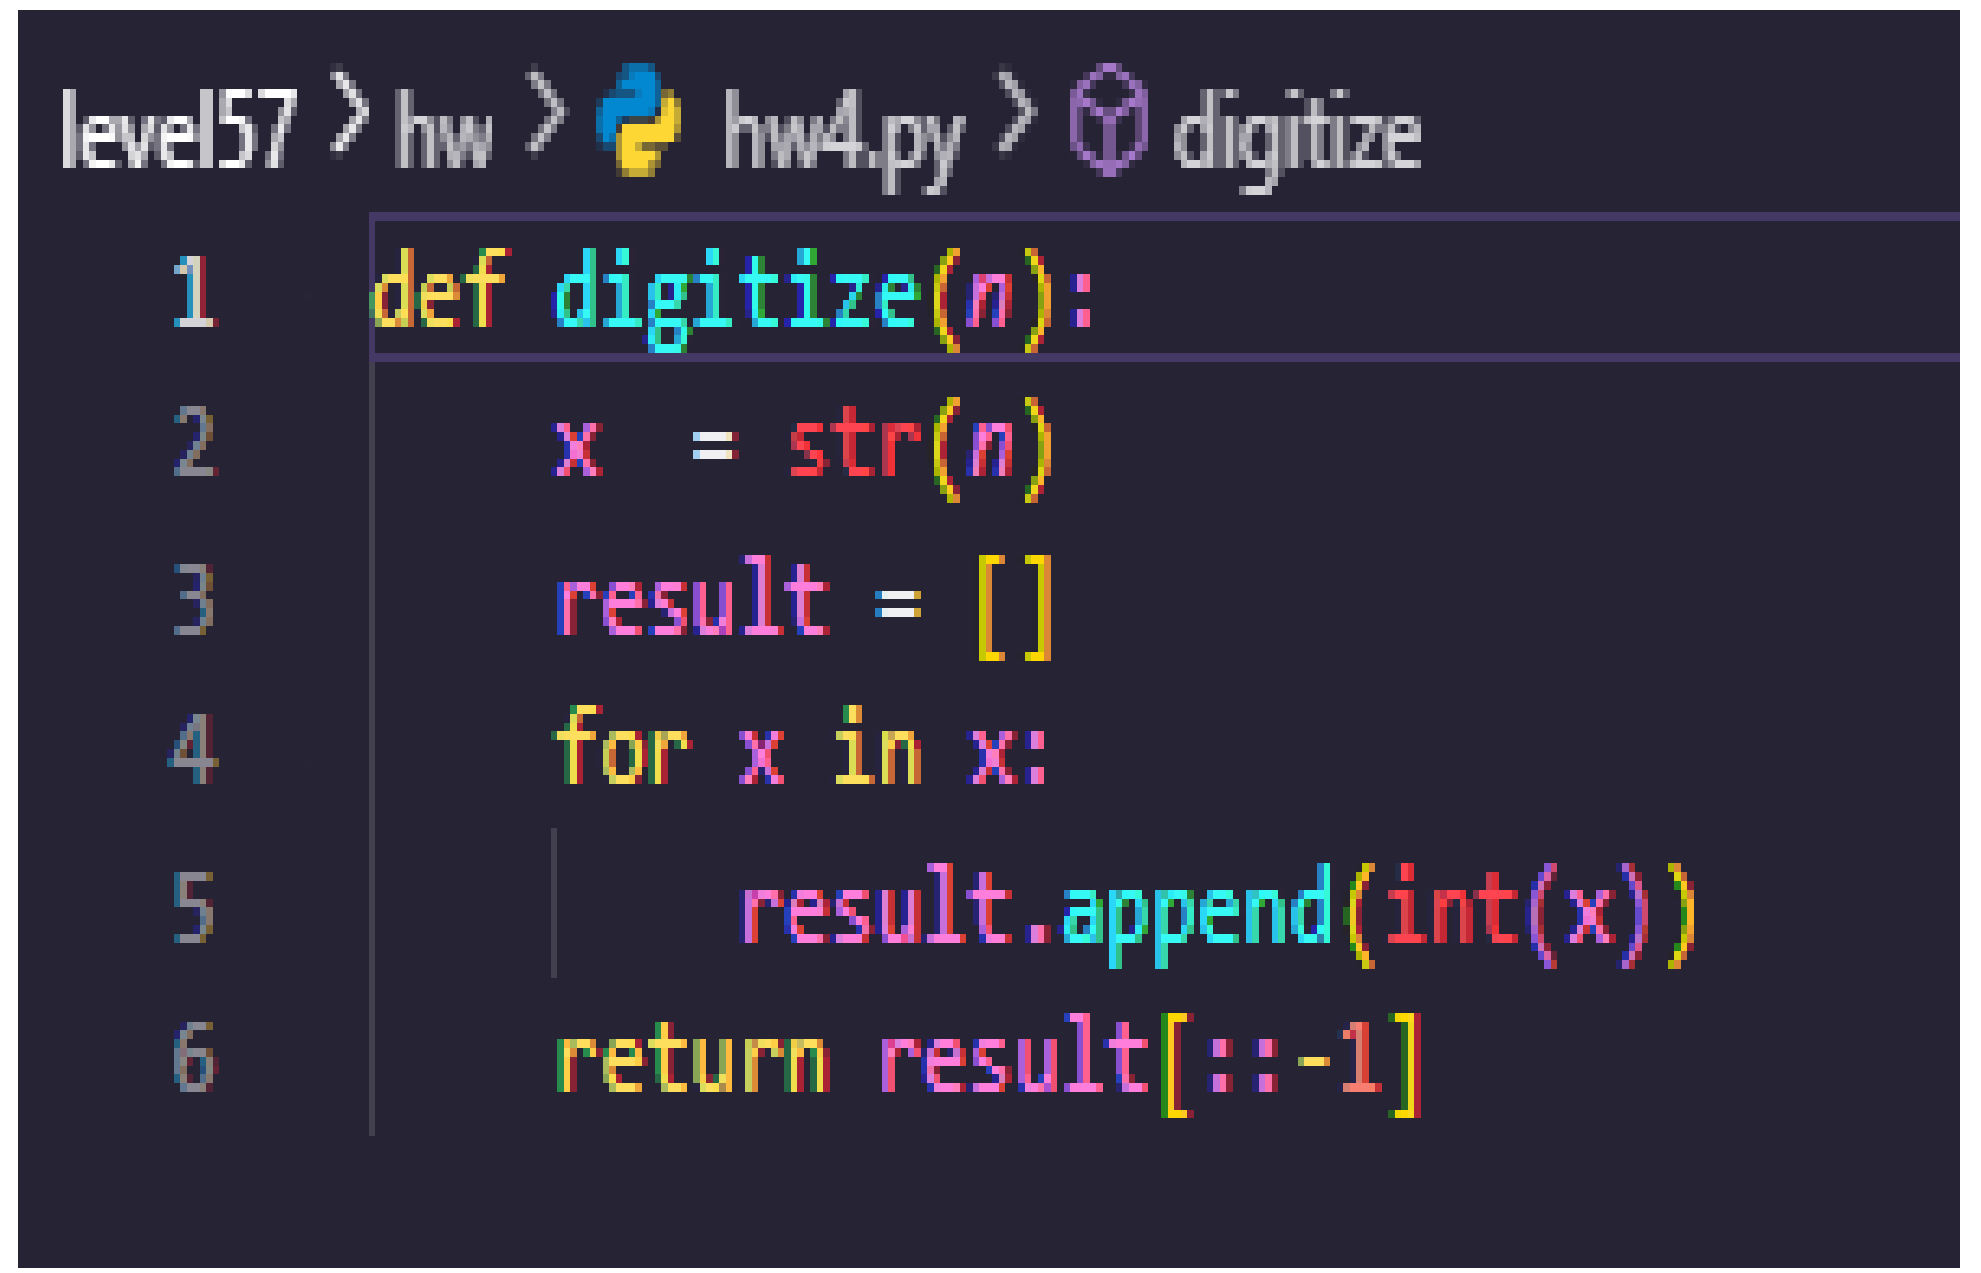 level57 > hw > hw4.py > digitize
1 def digitize(n):
2     x  = str(n)
3     result = []
4     for x in x:
5         result.append(int(x))
6     return result[::-1]